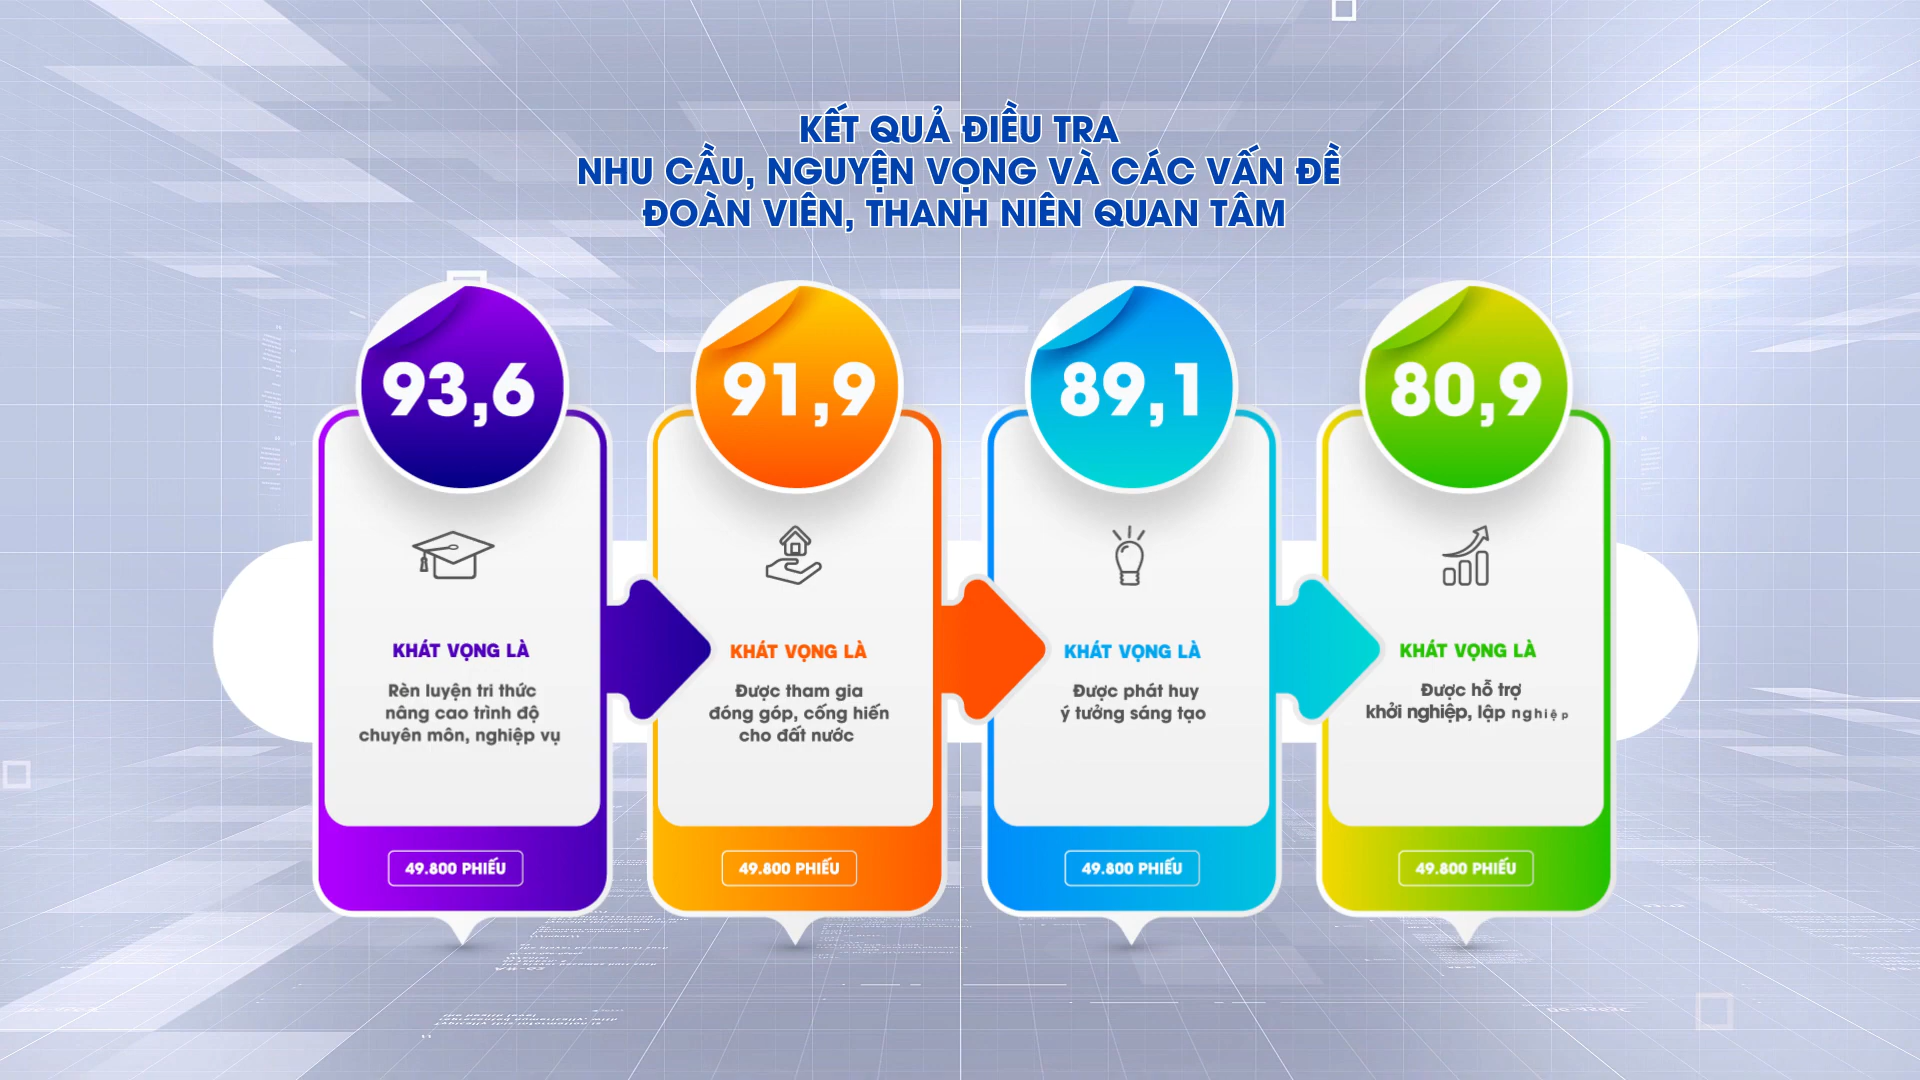 KẾT QUẢ ĐIỀU TRA
NHU CẦU, NGUYỆN VỌNG VÀ CÁC VẤN ĐỀ
ĐOÀN VIÊN, THANH NIÊN QUAN TÂM
93,6
KHÁT VỌNG LÀ
Rèn luyện tri thức
nâng cao trình độ
chuyên môn, nghiệp vụ
49.800 PHIẾU
91,9
KHÁT VỌNG LÀ
Được tham gia
đóng góp, cống hiến
cho đất nước
49.800 PHIẾU
89,1
KHÁT VỌNG LÀ
Được phát huy
ý tưởng sáng tạo
49.800 PHIẾU
80,9
KHÁT VỌNG LÀ
Được hỗ trợ
khởi nghiệp, lập nghiệp
49.800 PHIẾU